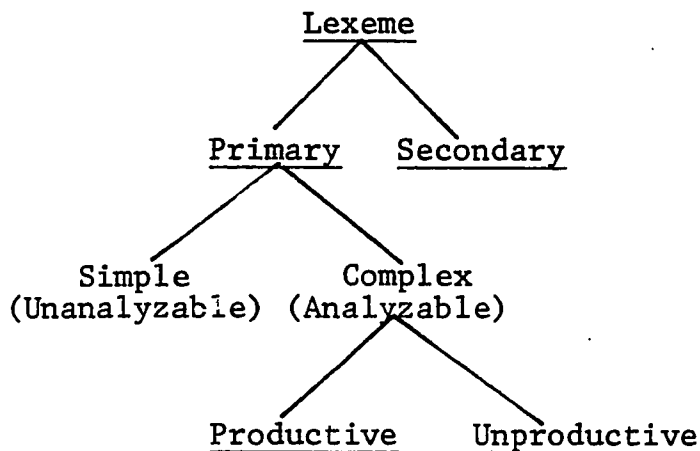 Lexeme
Primary Secondary
Simple Complex
(Unanalyzable) (Analyzable)
Productive Unproductive